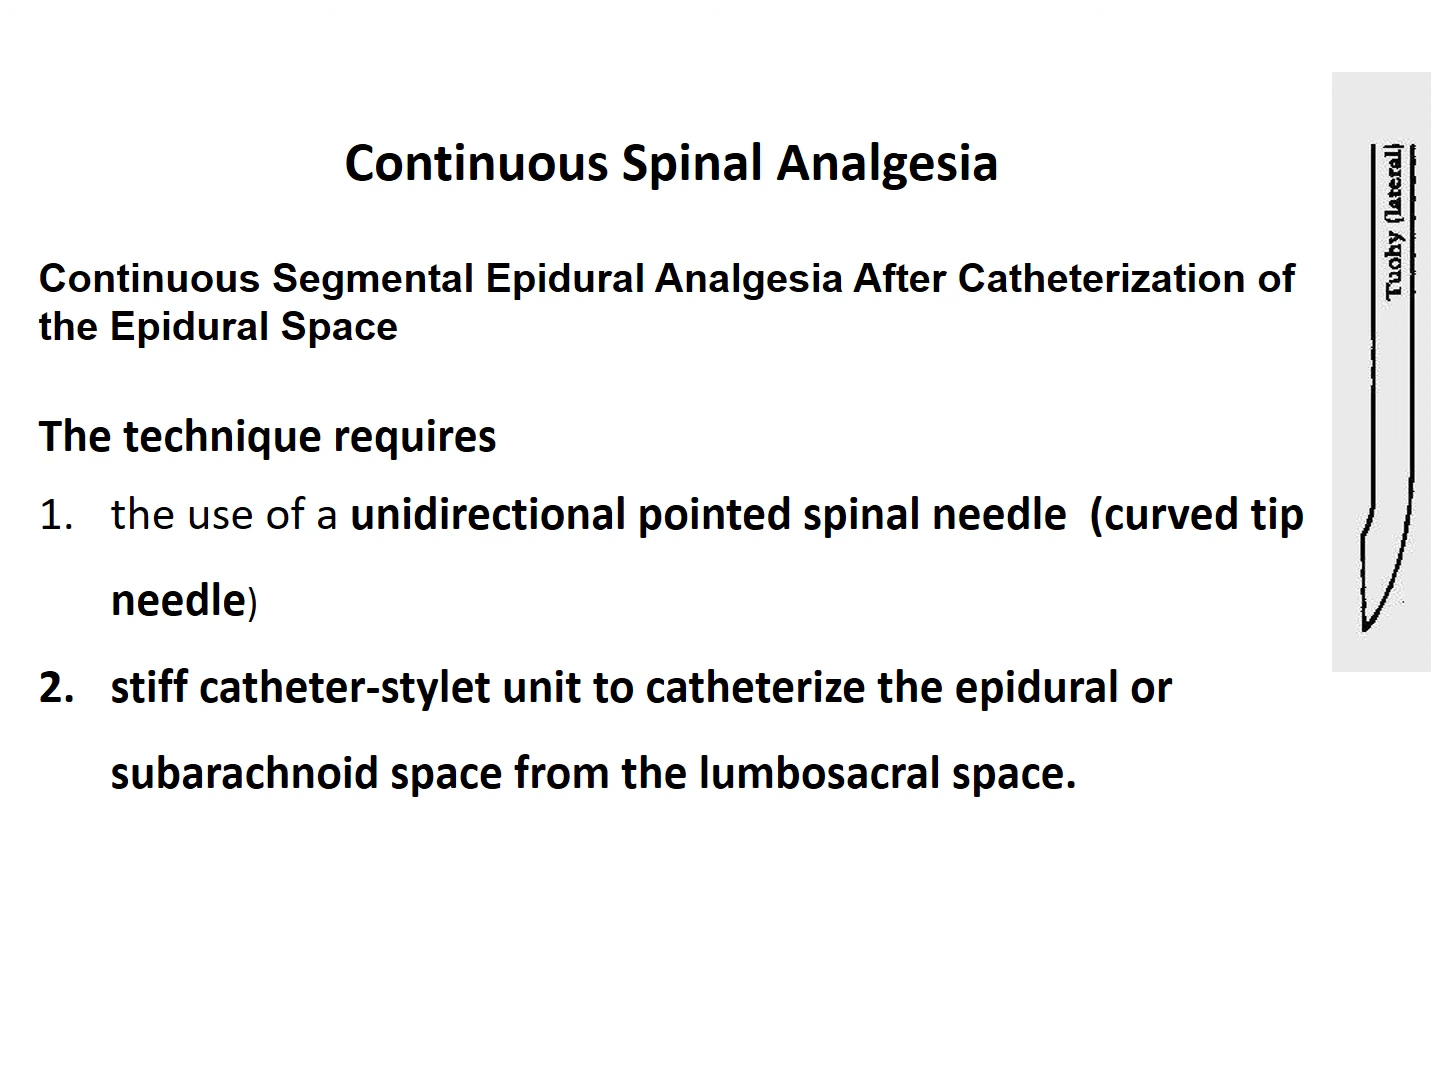 Continuous Spinal Analgesia
Continuous Segmental Epidural Analgesia After Catheterization of
the Epidural Space
The technique requires
1. the use of a unidirectional pointed spinal needle (curved tip
needle)
2. stiff catheter-stylet unit to catheterize the epidural or
subarachnoid space from the lumbosacral space.
Tuohy (lateral)